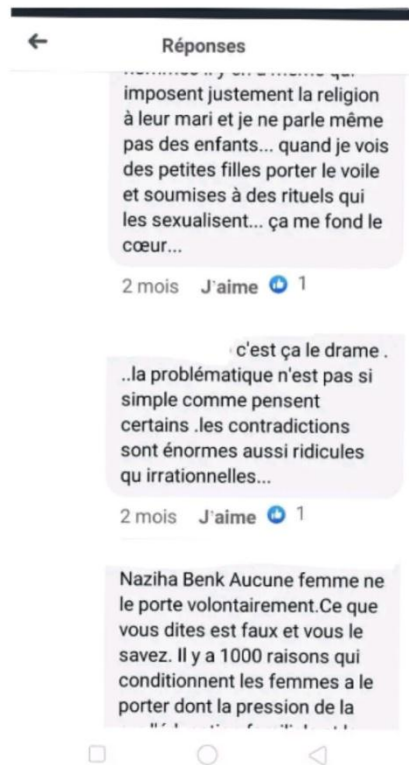 Réponses
imposent justement la religion
à leur mari et je ne parle même
pas des enfants... quand je vois
des petites filles porter le voile
et soumises à des rituels qui
les sexualisent... ça me fond le
cœur...
2 mois J'aime 1
c'est ça le drame .
..la problématique n'est pas si
simple comme pensent
certains .les contradictions
sont énormes aussi ridicules
qu irrationnelles...
2 mois J'aime 1
Naziha Benk Aucune femme ne
le porte volontairement.Ce que
vous dites est faux et vous le
savez. Il y a 1000 raisons qui
conditionnent les femmes a le
porter dont la pression de la